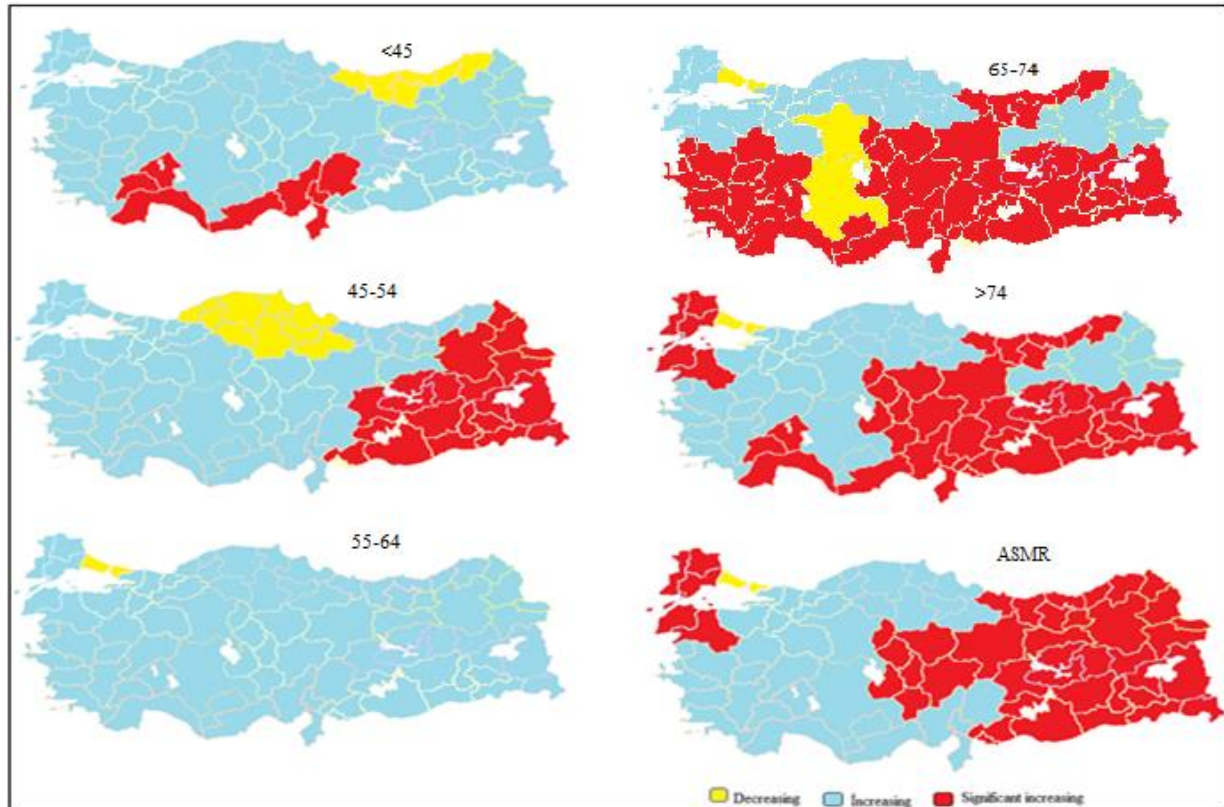 <45
65-74
45-54
>74
55-64
ASMR
Decreasing
Increasing
Significant increasing